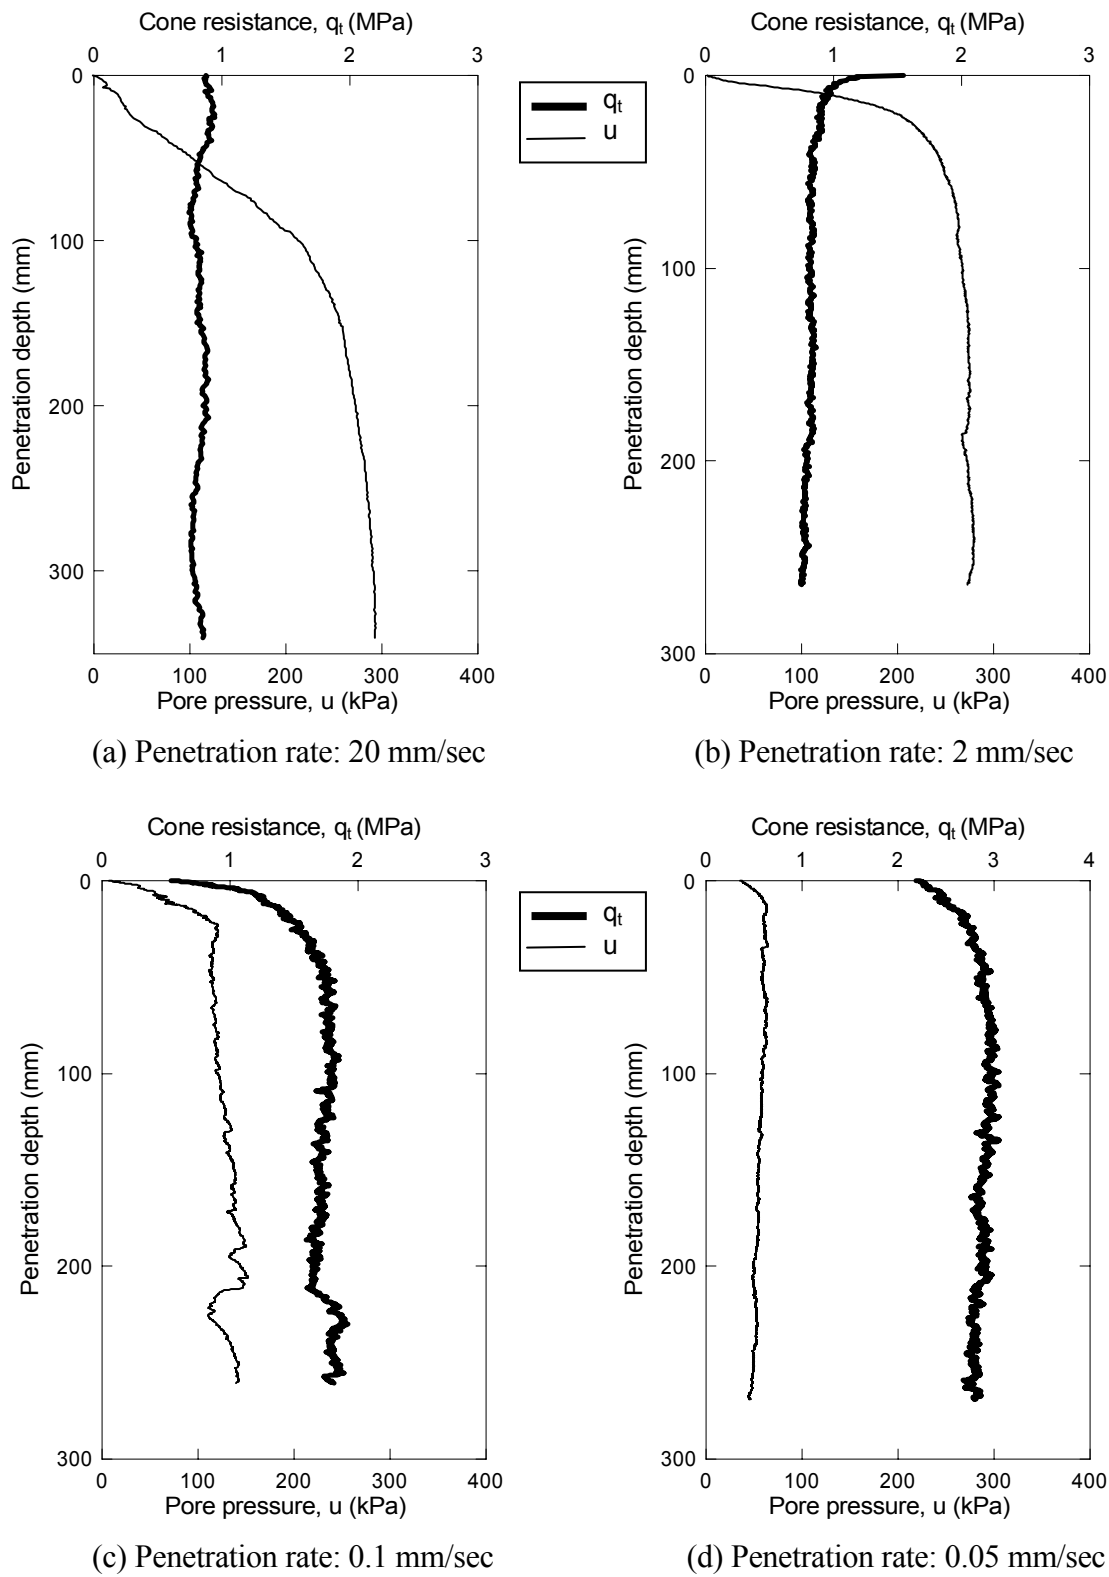 Cone resistance, qt (MPa)
0 1 2 3
0
100
200
300
Penetration depth (mm)
0 100 200 300 400
Pore pressure, u (kPa)
(a) Penetration rate: 20 mm/sec
qt
u
Cone resistance, qt (MPa)
0 1 2 3
0
100
200
300
Penetration depth (mm)
0 100 200 300 400
Pore pressure, u (kPa)
(b) Penetration rate: 2 mm/sec
Cone resistance, qt (MPa)
0 1 2 3
0
100
200
300
Penetration depth (mm)
0 100 200 300 400
Pore pressure, u (kPa)
(c) Penetration rate: 0.1 mm/sec
qt
u
Cone resistance, qt (MPa)
0 1 2 3 4
0
100
200
300
Penetration depth (mm)
0 100 200 300 400
Pore pressure, u (kPa)
(d) Penetration rate: 0.05 mm/sec